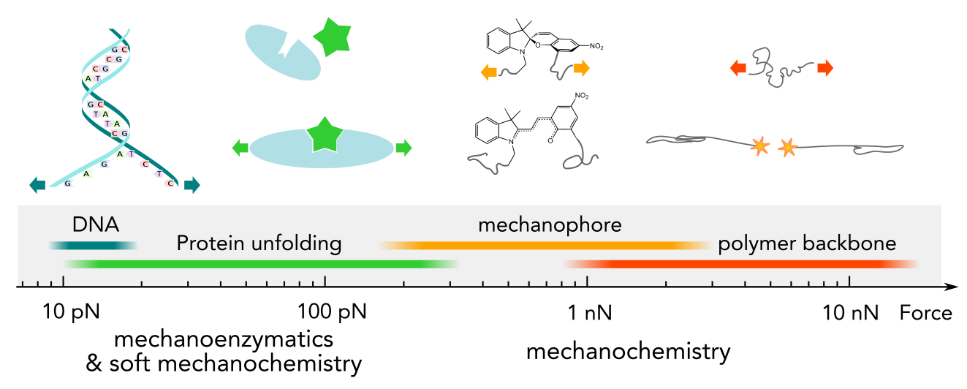 G C
C G
C G
A T
G C
T A
T A
C G
A T
G C
A T
G C
N
O
NO₂
NO₂
N
O
DNA
Protein unfolding
mechanophore
polymer backbone
10 pN
100 pN
1 nN
10 nN
Force
mechanoenzymatics
& soft mechanochemistry
mechanochemistry